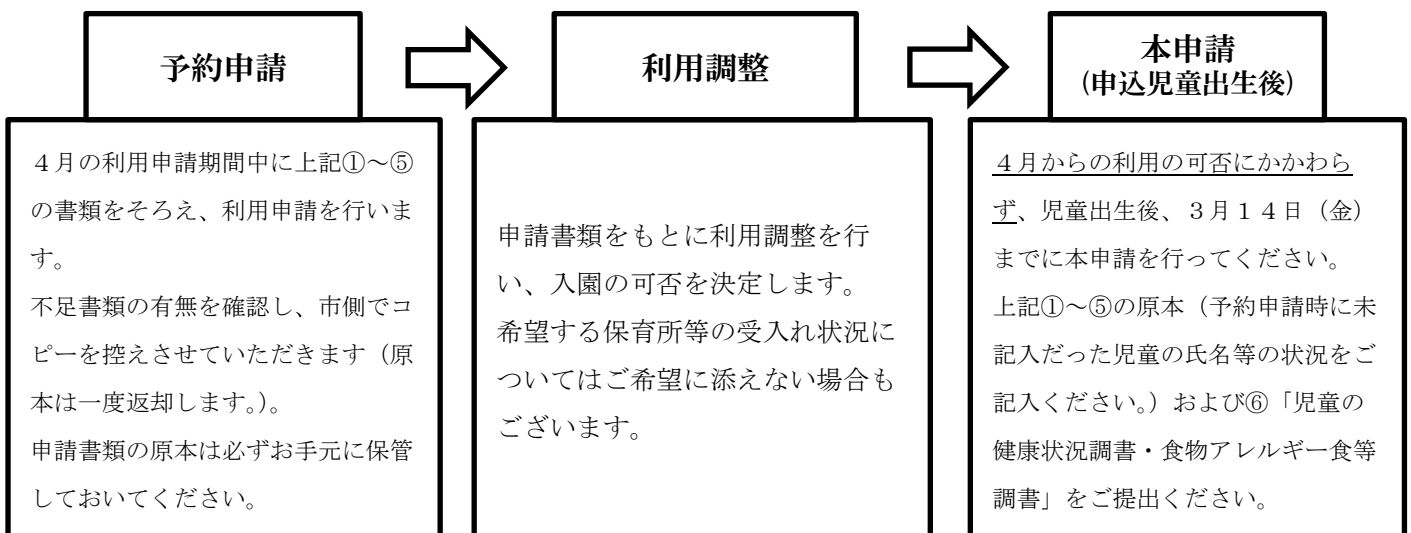 予約申請
４月の利用申請期間中に上記①～⑤
の書類をそろえ、利用申請を行いま
す。
不足書類の有無を確認し、市側でコ
ピーを控えさせていただきます（原
本は一度返却します。）。
申請書類の原本は必ずお手元に保管
しておいてください。
利用調整
申請書類をもとに利用調整を行
い、入園の可否を決定します。
希望する保育所等の受入れ状況に
ついてはご希望に添えない場合も
ございます。
本申請
（申込児童出生後）
４月からの利用の可否にかかわら
ず、児童出生後、３月１４日（金）
までに本申請を行ってください。
上記①～⑤の原本（予約申請時に未
記入だった児童の氏名等の状況をご
記入ください。）および⑥「児童の
健康状況調書・食物アレルギー食等
調書」をご提出ください。